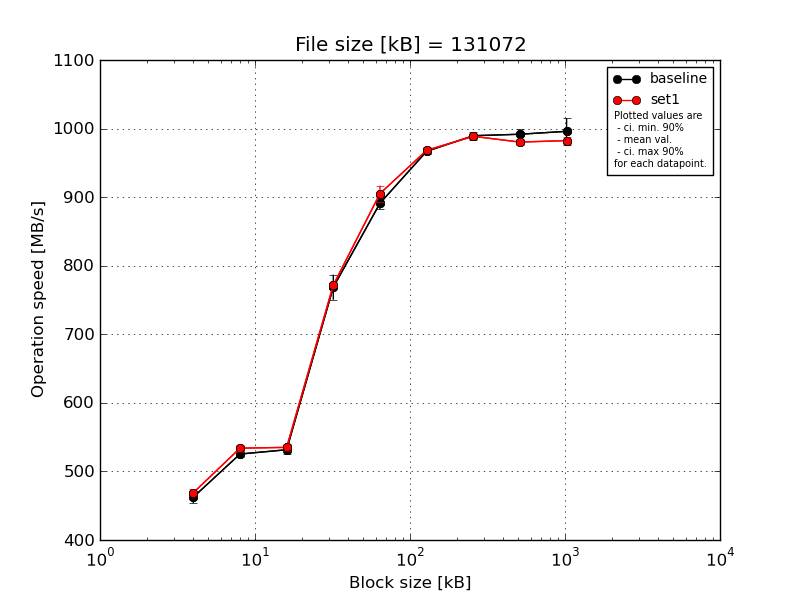 File size [kB] = 131072
1100
1000
900
800
700
600
500
400
Operation speed [MB/s]
baseline
set1
Plotted values are
- ci. min. 90%
- mean val.
- ci. max 90%
for each datapoint.
10^0 10^1 10^2 10^3 10^4
Block size [kB]